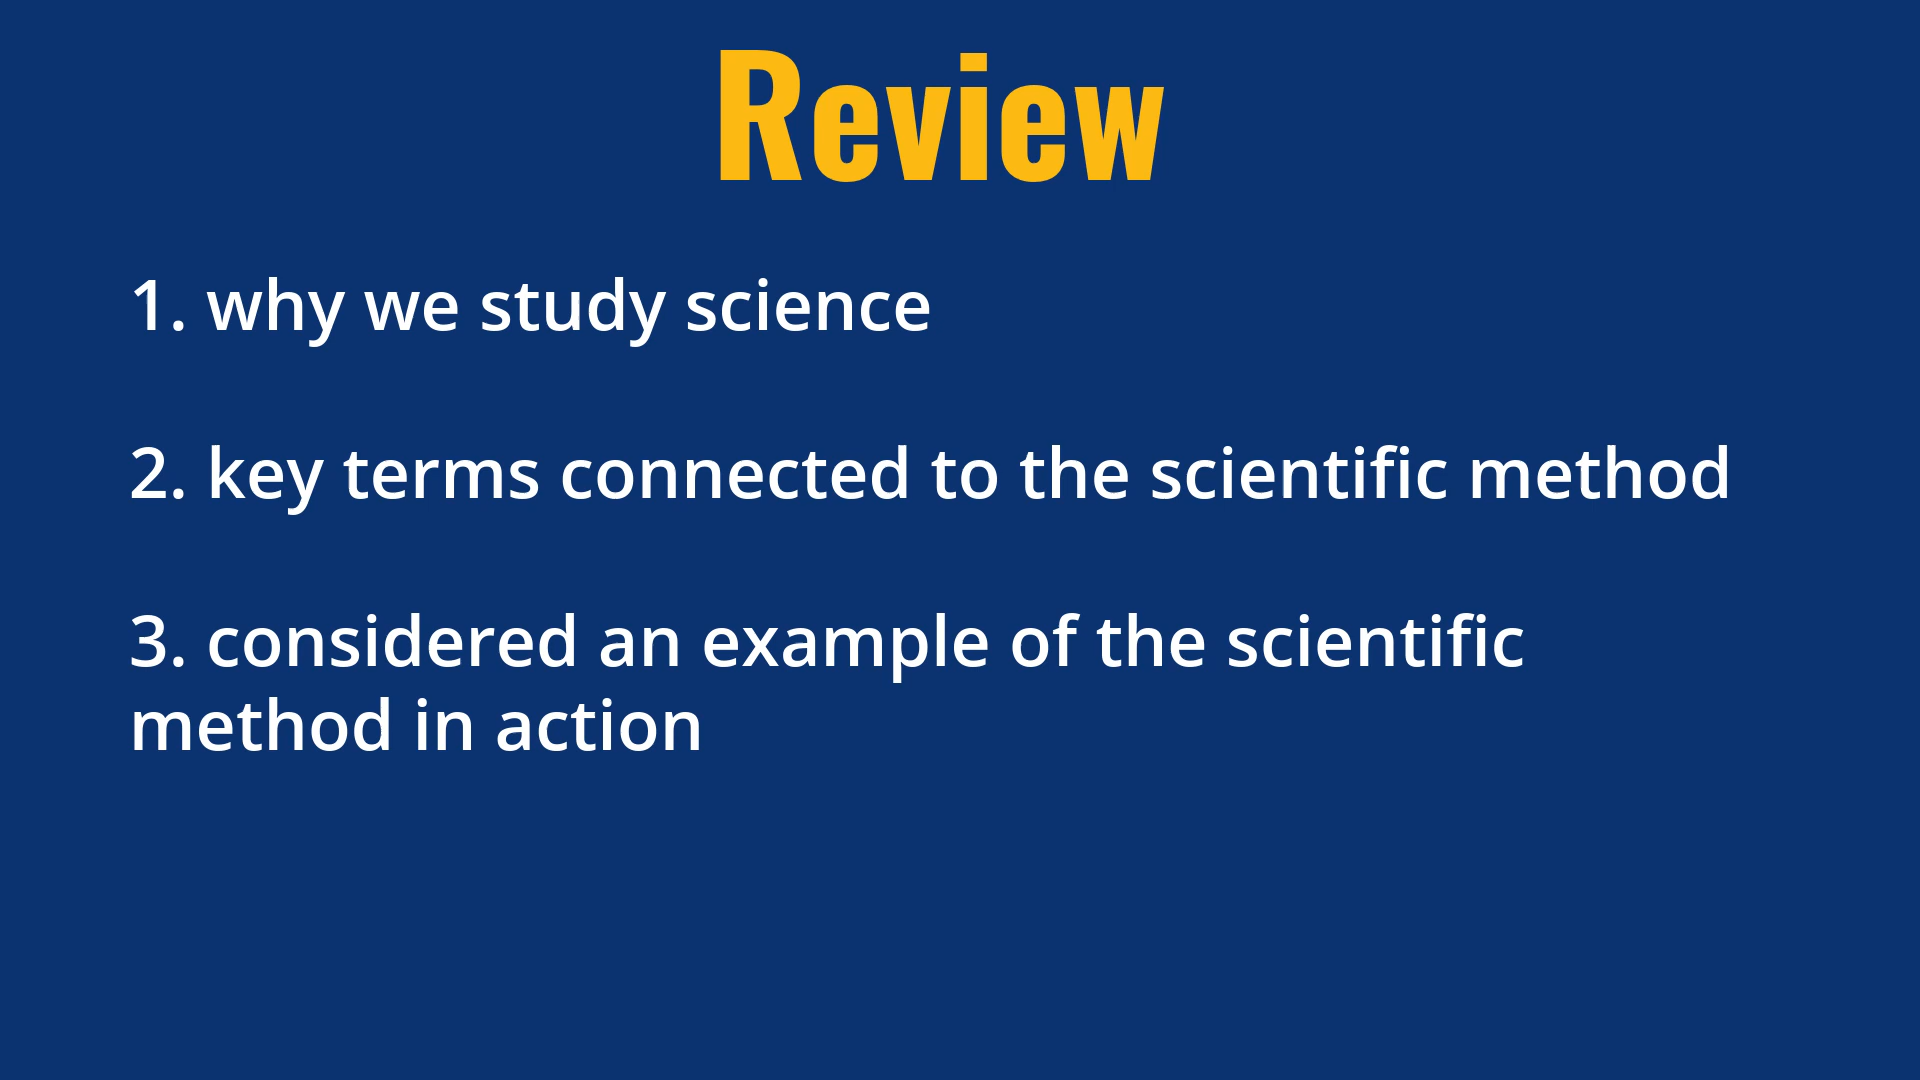 Review
1. why we study science
2. key terms connected to the scientific method
3. considered an example of the scientific
method in action